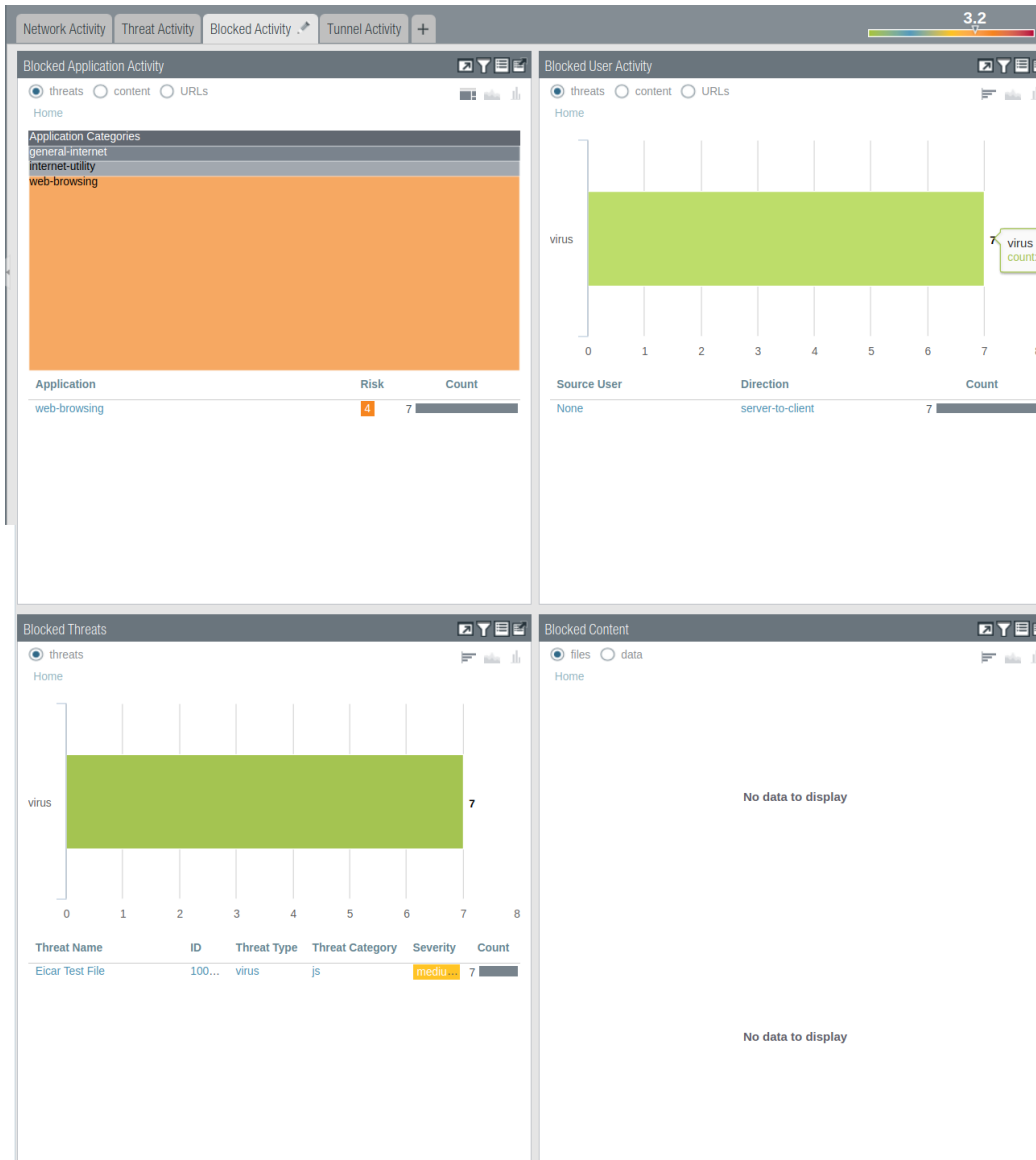 Network Activity Threat Activity Blocked Activity Tunnel Activity +
3.2
Blocked Application Activity
threats content URLs
Home
Application Categories
general-internet
internet-utility
web-browsing
Application Risk Count
web-browsing 4 7
Blocked User Activity
threats content URLs
Home
virus
7
virus
count
0 1 2 3 4 5 6 7
Source User Direction Count
None server-to-client 7
Blocked Threats
threats
Home
virus
7
0 1 2 3 4 5 6 7 8
Threat Name ID Threat Type Threat Category Severity Count
Eicar Test File 100... virus js mediu... 7
Blocked Content
files data
Home
No data to display
No data to display